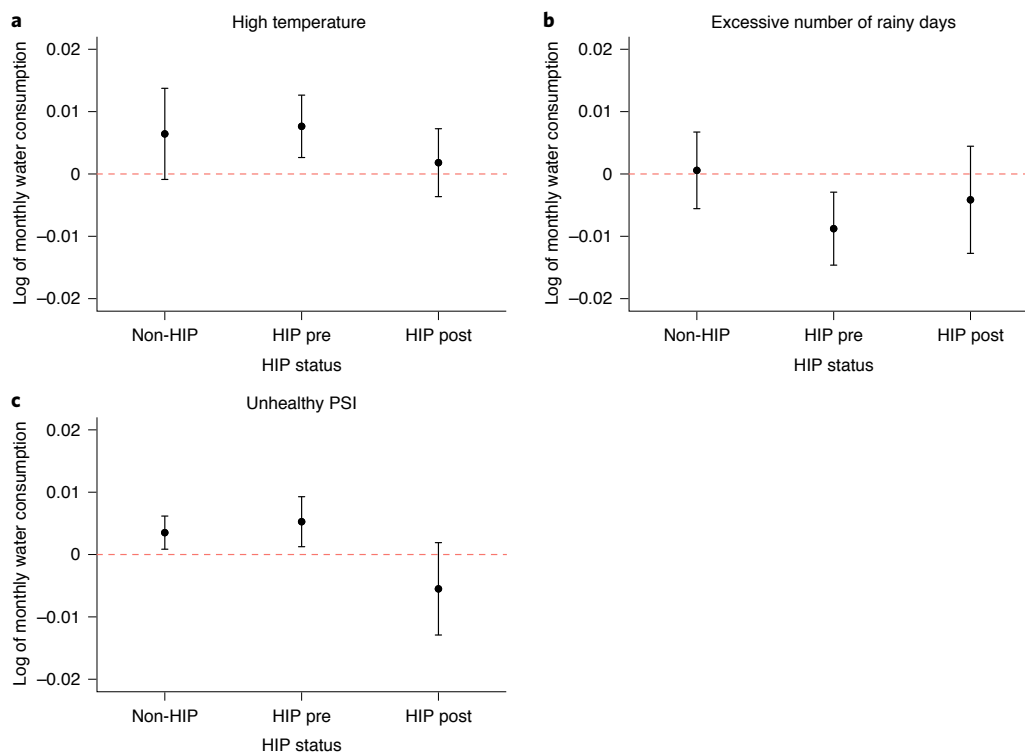 a
High temperature
Log of monthly water consumption
0.02
0.01
0
–0.01
–0.02
Non-HIP
HIP pre
HIP post
HIP status
b
Excessive number of rainy days
Log of monthly water consumption
0.02
0.01
0
–0.01
–0.02
Non-HIP
HIP pre
HIP post
HIP status
c
Unhealthy PSI
Log of monthly water consumption
0.02
0.01
0
–0.01
–0.02
Non-HIP
HIP pre
HIP post
HIP status